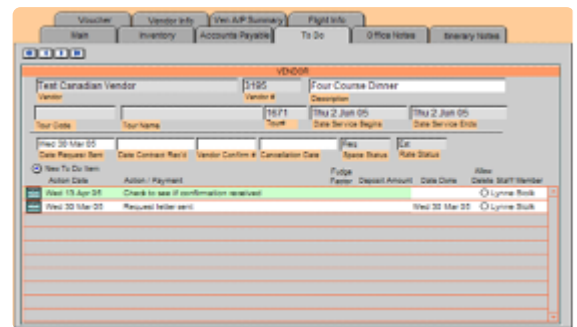 Voucher Vendor Info Ven A/P Summary Flight Info
Main Inventory Accounts Payable To Do Office Notes Itinerary Notes
VENDOR
Test Canadian Vendor 3195 Four Course Dinner
Vendor Vendor # Description
1671 Thu 2 Jun 05 Thu 2 Jun 05
Tour Code Tour Name Tour# Date Service Begins Date Service Ends
Wed 30 Mar 05 Req Est
Date Request Sent Date Contract Rec'd Vendor Confirm # Cancellation Date Space Status Rate Status
New To Do Item Fudge Allow
Action Date Action / Payment Factor Deposit Amount Date Done Delete Staff Member
Wed 13 Apr 05 Check to see if confirmation received Lynne
Wed 30 Mar 05 Request letter sent Wed 30 Mar 05 Lynne